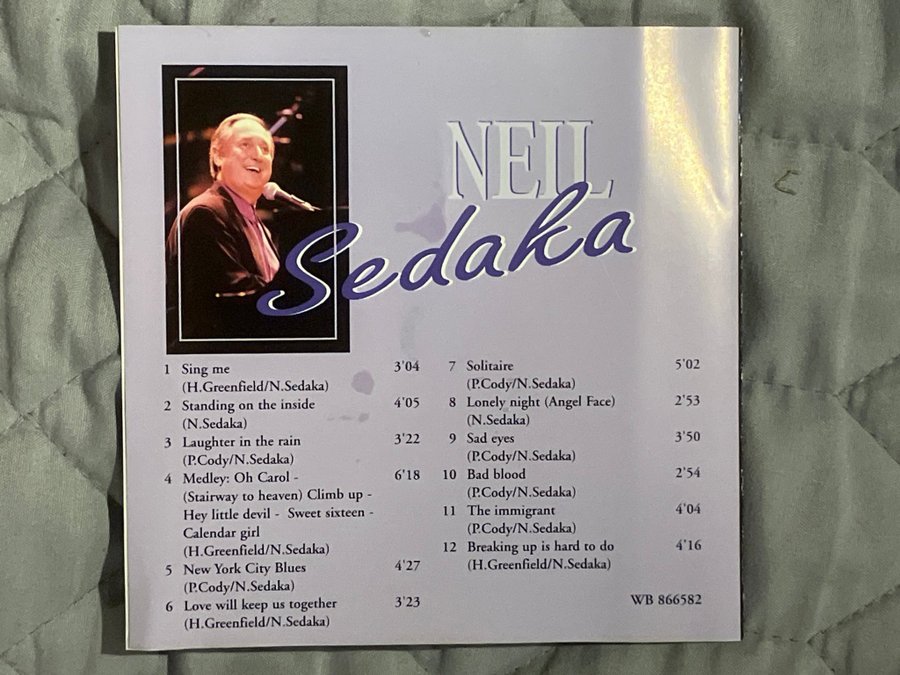 NEIL
Sedaka
1 Sing me 3'04
(H.Greenfield/N.Sedaka)
2 Standing on the inside 4'05
(N.Sedaka)
3 Laughter in the rain 3'22
(P.Cody/N.Sedaka)
4 Medley: Oh Carol - 6'18
(Stairway to heaven) Climb up -
Hey little devil - Sweet sixteen -
Calendar girl
(H.Greenfield/N.Sedaka)
5 New York City Blues 4'27
(P.Cody/N.Sedaka)
6 Love will keep us together 3'23
(H.Greenfield/N.Sedaka)
7 Solitaire 5'02
(P.Cody/N.Sedaka)
8 Lonely night (Angel Face) 2'53
(N.Sedaka)
9 Sad eyes 3'50
(P.Cody/N.Sedaka)
10 Bad blood 2'54
(P.Cody/N.Sedaka)
11 The immigrant 4'04
(P.Cody/N.Sedaka)
12 Breaking up is hard to do 4'16
(H.Greenfield/N.Sedaka)
WB 866582